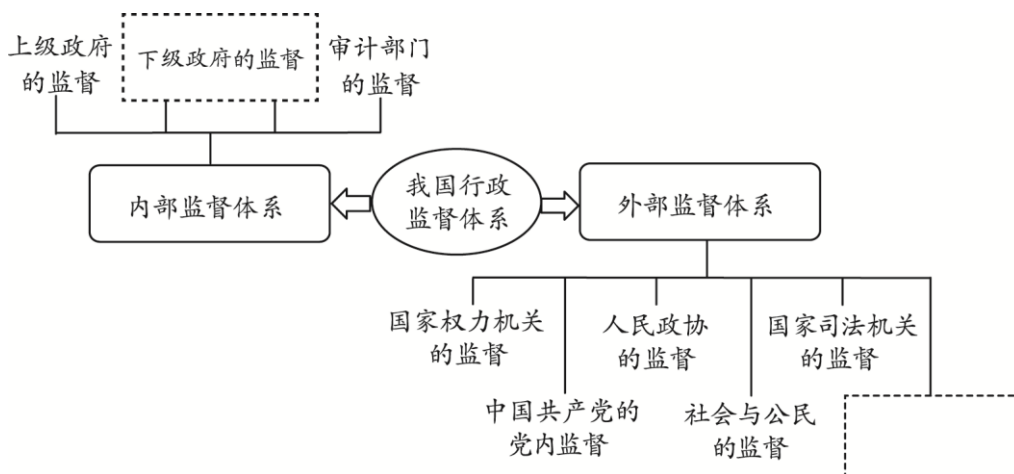 上级政府
的监督
下级政府的监督
审计部门
的监督
内部监督体系
我国行政
监督体系
外部监督体系
国家权力机关
的监督
人民政协
的监督
国家司法机关
的监督
中国共产党的
党内监督
社会与公民
的监督